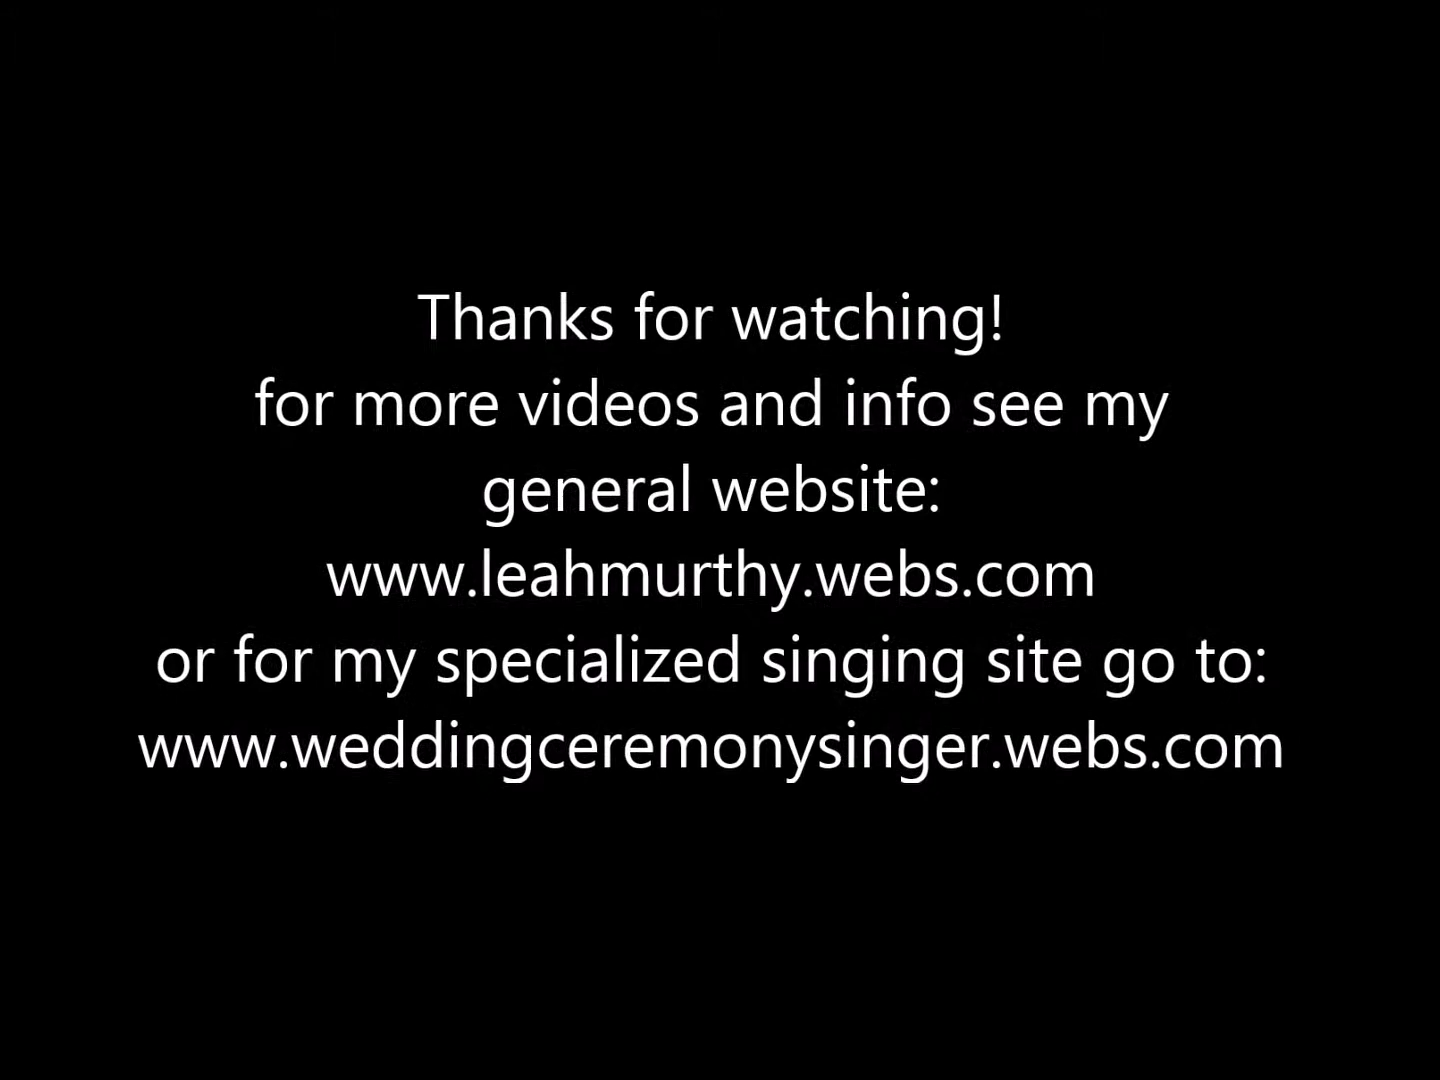 Thanks for watching!
for more videos and info see my
general website:
www.leahmurthy.webs.com
or for my specialized singing site go to:
www.weddingceremonysinger.webs.com